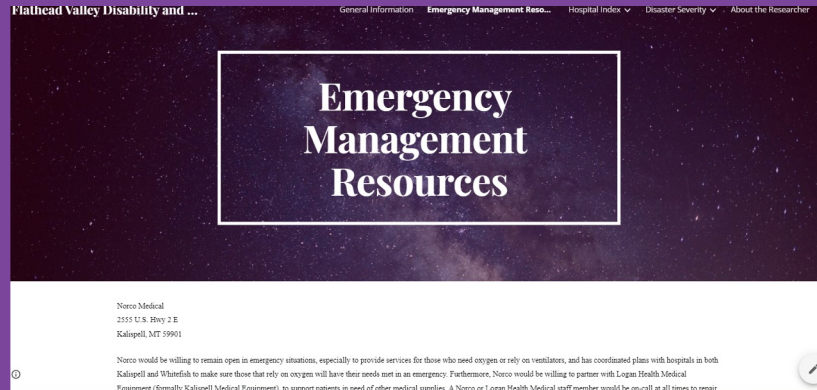 Flathead Valley Disability and ...
General Information Emergency Management Reso... Hospital Index Disaster Severity About the Researcher
Emergency
Management
Resources
Norco Medical
2555 U.S. Hwy 2 E
Kalispell, MT 59901
Norco would be willing to remain open in emergency situations, especially to provide services for those who need oxygen or rely on ventilators, and has coordinated plans with hospitals in both
Kalispell and Whitefish to make sure those that rely on oxygen will have their needs met in an emergency. Furthermore, Norco would be willing to partner with Logan Health Medical
Equipment (formally Kalispell Medical Equipment), to support patients in need of other medical supplies. A Norco or Logan Health Medical staff member would be on-call at all times to repair